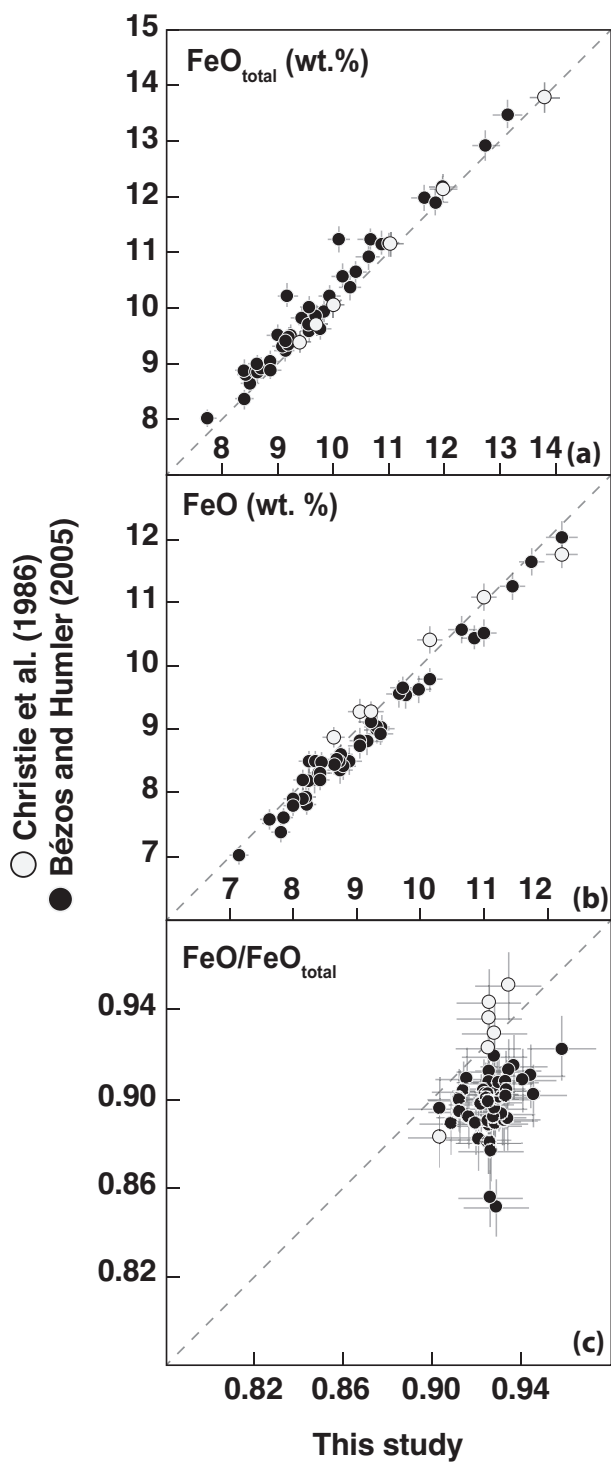 15
FeOtotal (wt.%)
14
13
12
11
10
9
8
8 9 10 11 12 13 14 (a)
FeO (wt. %)
12
11
10
9
8
7
7 8 9 10 11 12 (b)
Christie et al. (1986)
Bézos and Humler (2005)
FeO/FeOtotal
0.94
0.90
0.86
0.82
(c)
0.82 0.86 0.90 0.94
This study